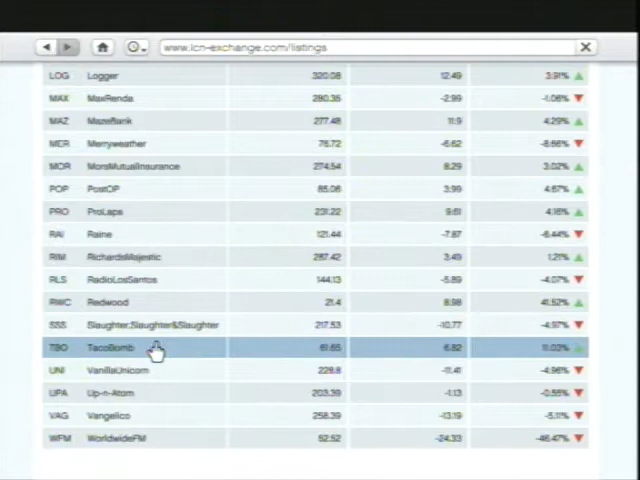 www.lcn-exchange.com/listings
LOG Logger 320.08 12.49 3.91%
MAX MaxRenda 280.35 -2.99 -1.06%
MAZ MazeBank 277.48 11.9 4.29%
MER Merryweather 76.72 -6.62 -8.66%
MOR MorsMutualInsurance 274.54 8.29 3.02%
POP PostOP 85.06 3.99 4.67%
PRO ProLaps 231.22 9.61 4.16%
RAI Raine 121.44 -7.87 -6.44%
RIM RichardsMajestic 287.42 3.49 1.21%
RLS RadioLosSantos 144.13 -5.89 -4.07%
RWC Redwood 21.4 8.98 41.52%
SSS Slaughter,Slaughter&Slaughter 217.53 -10.77 -4.97%
TBO TacoBomb 61.65 6.82 11.02%
UNI VanillaUnicorn 229.8 -11.41 -4.96%
UPA Up-n-Atom 203.39 -1.13 -0.55%
VAG Vangelico 258.39 -13.19 -5.11%
WFM WorldwideFM 52.52 -24.33 -46.47%